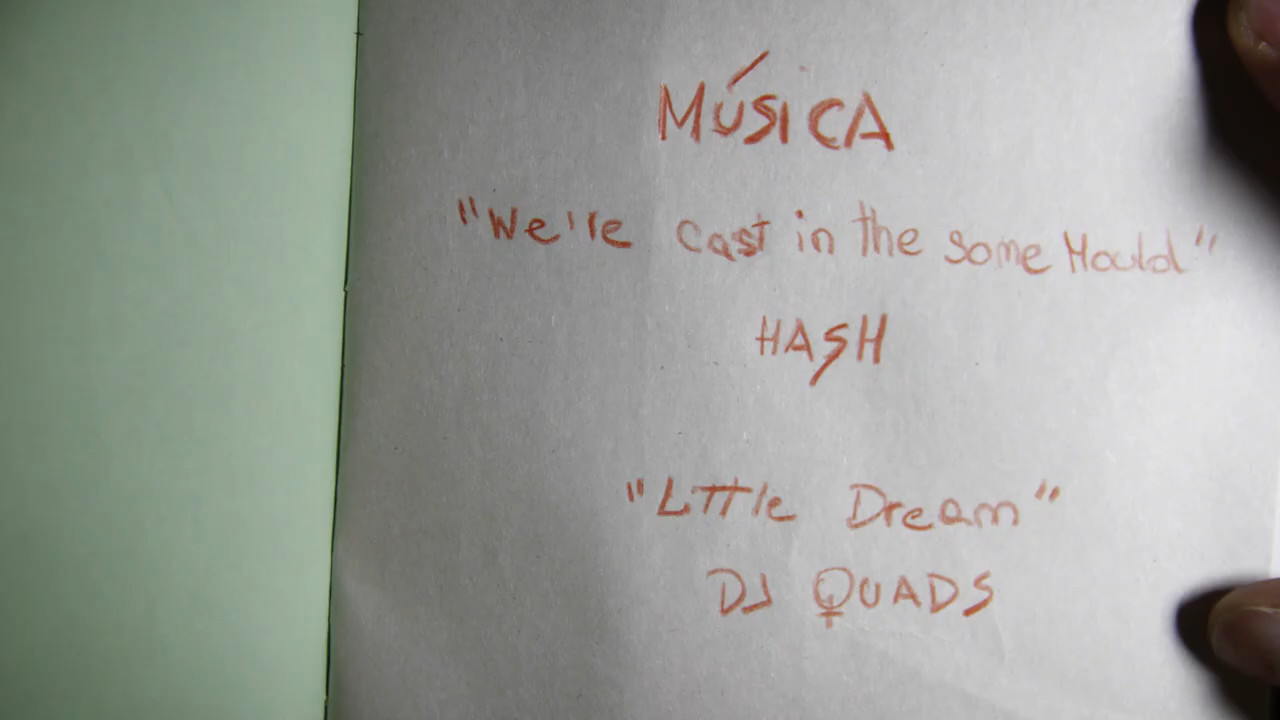 MÚSICA
"We're cast in the some Mould"
HASH
"Little Dream"
DJ QUADS